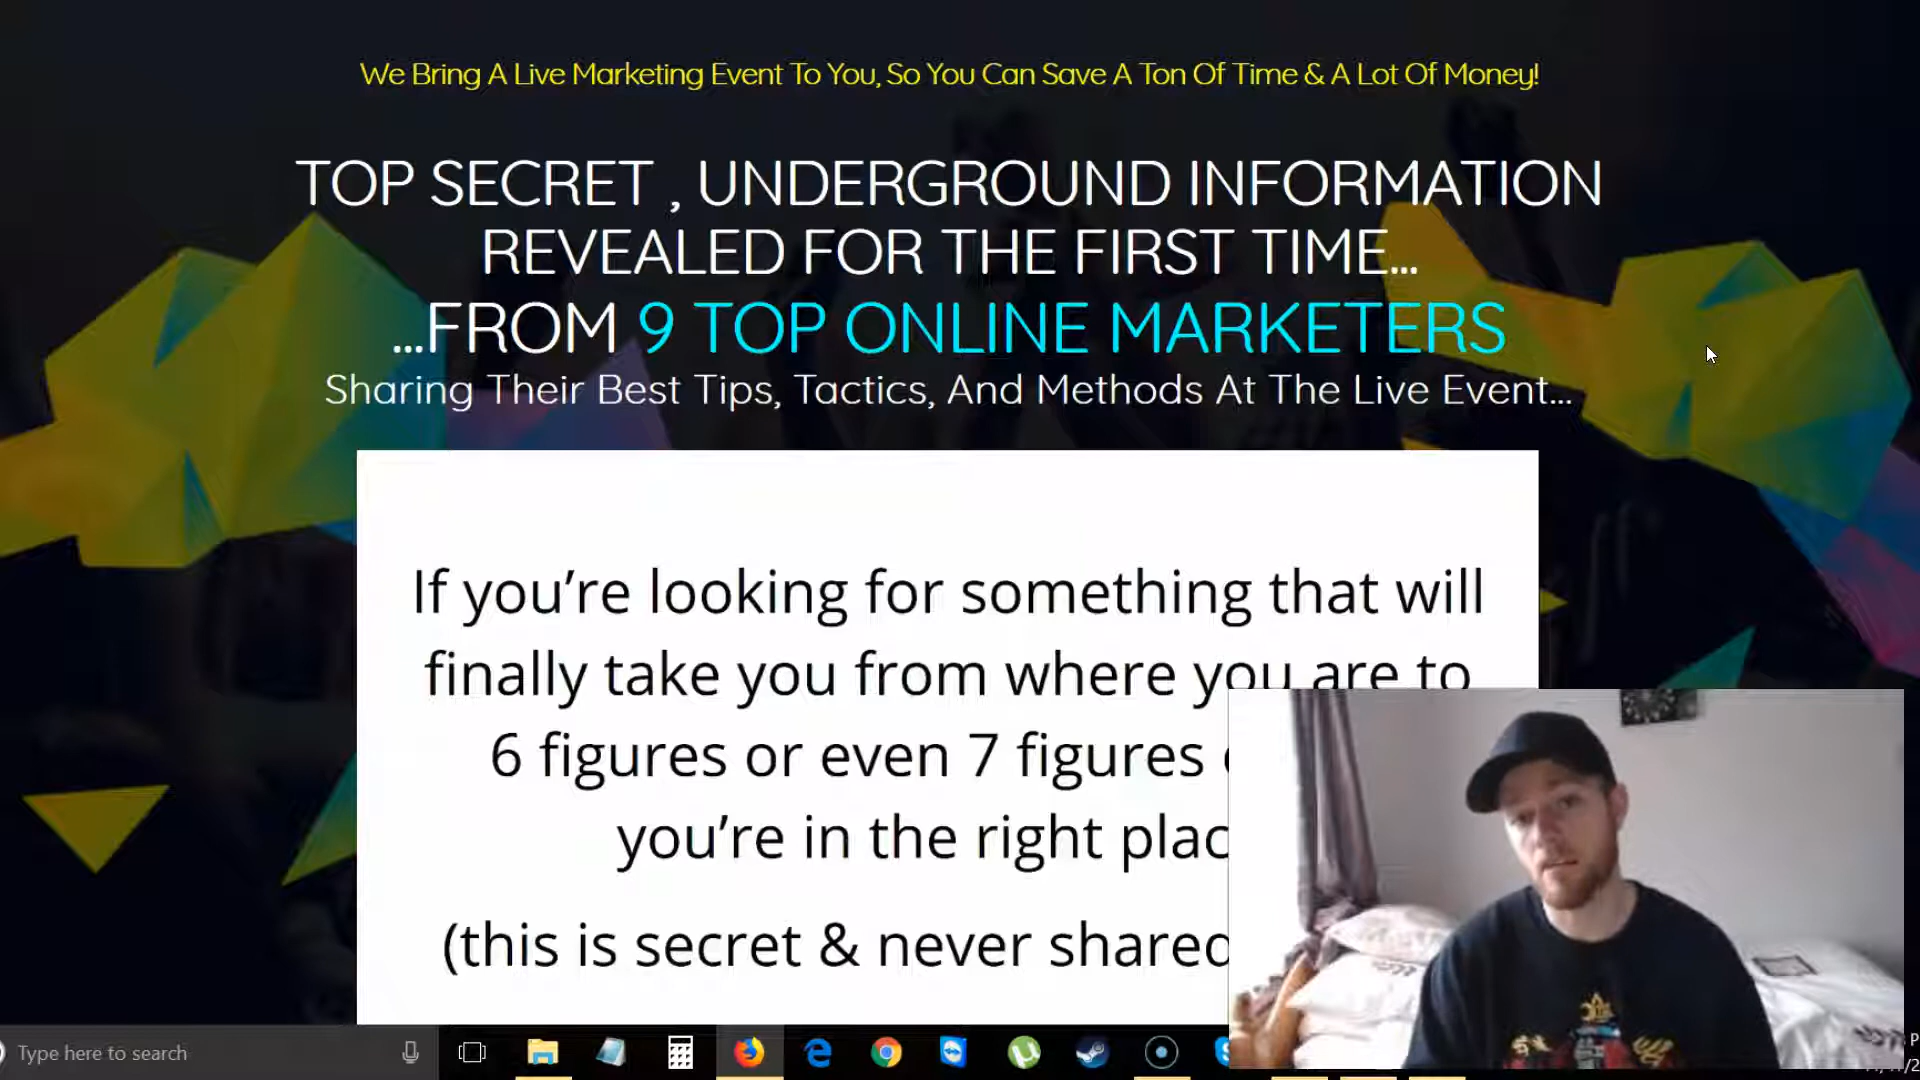 We Bring A Live Marketing Event To You, So You Can Save A Ton Of Time & A Lot Of Money!
TOP SECRET , UNDERGROUND INFORMATION
REVEALED FOR THE FIRST TIME...
...FROM 9 TOP ONLINE MARKETERS
Sharing Their Best Tips, Tactics, And Methods At The Live Event...
If you’re looking for something that will
finally take you from where you are to
6 figures or even 7 figures
you’re in the right plac
(this is secret & never shared
Type here to search